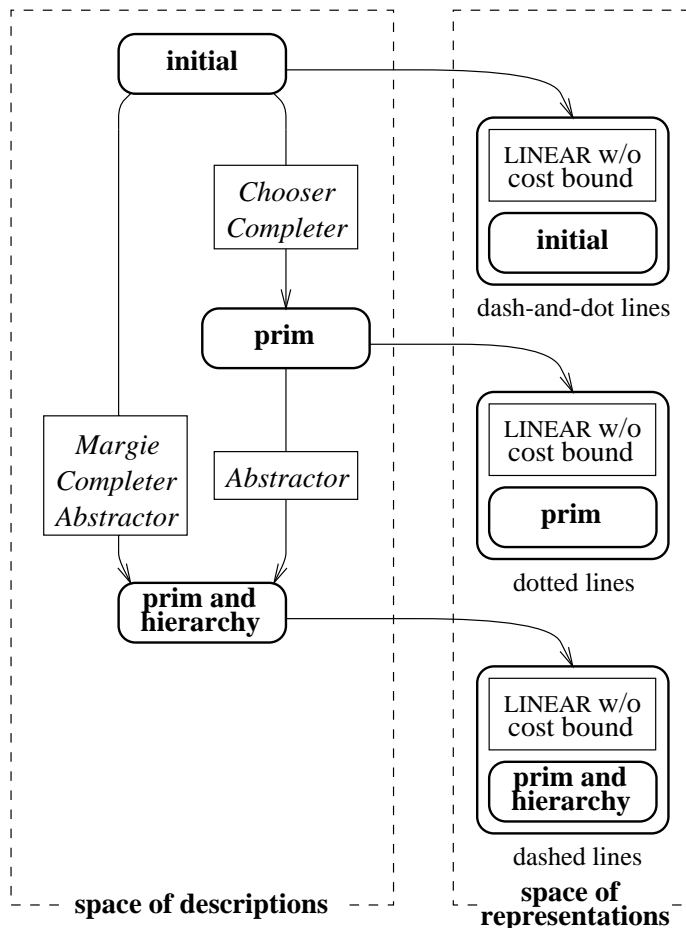 initial
Chooser
Completer
prim
Margie
Completer
Abstractor
Abstractor
prim and
hierarchy
space of descriptions
LINEAR w/o
cost bound
initial
dash-and-dot lines
LINEAR w/o
cost bound
prim
dotted lines
LINEAR w/o
cost bound
prim and
hierarchy
dashed lines
space of
representations